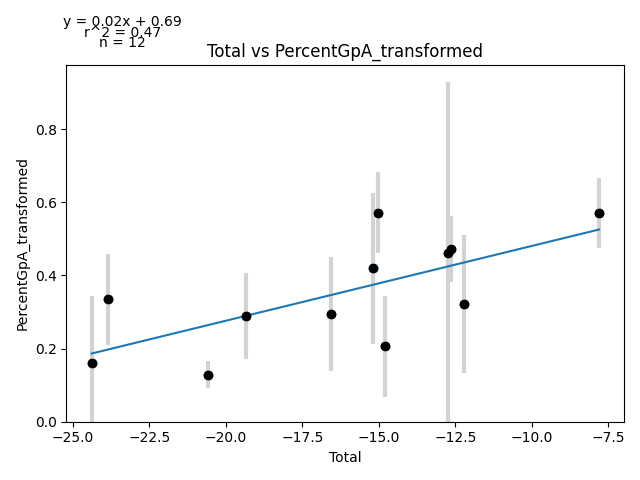 y = 0.02x + 0.69
r^2 = 0.47
n = 12
Total vs PercentGpA_transformed
PercentGpA_transformed
0.8
0.6
0.4
0.2
0.0
−25.0 −22.5 −20.0 −17.5 −15.0 −12.5 −10.0 −7.5
Total